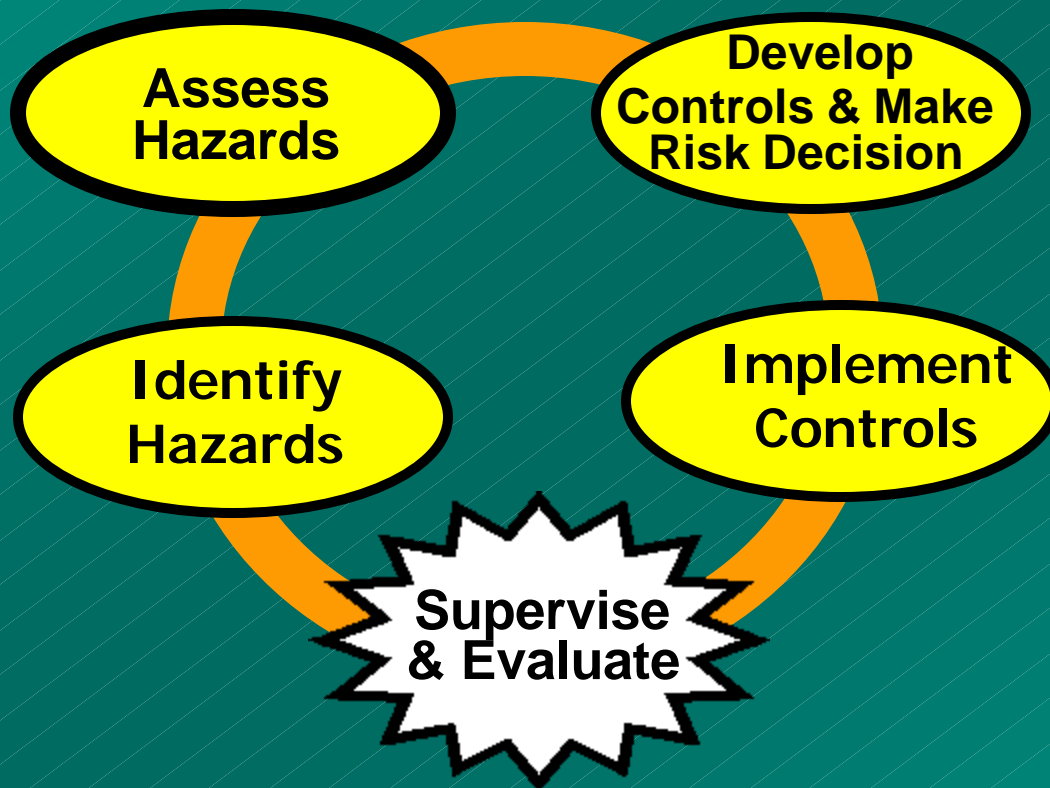 Assess
Hazards
Develop
Controls & Make
Risk Decision
Identify
Hazards
Implement
Controls
Supervise
& Evaluate